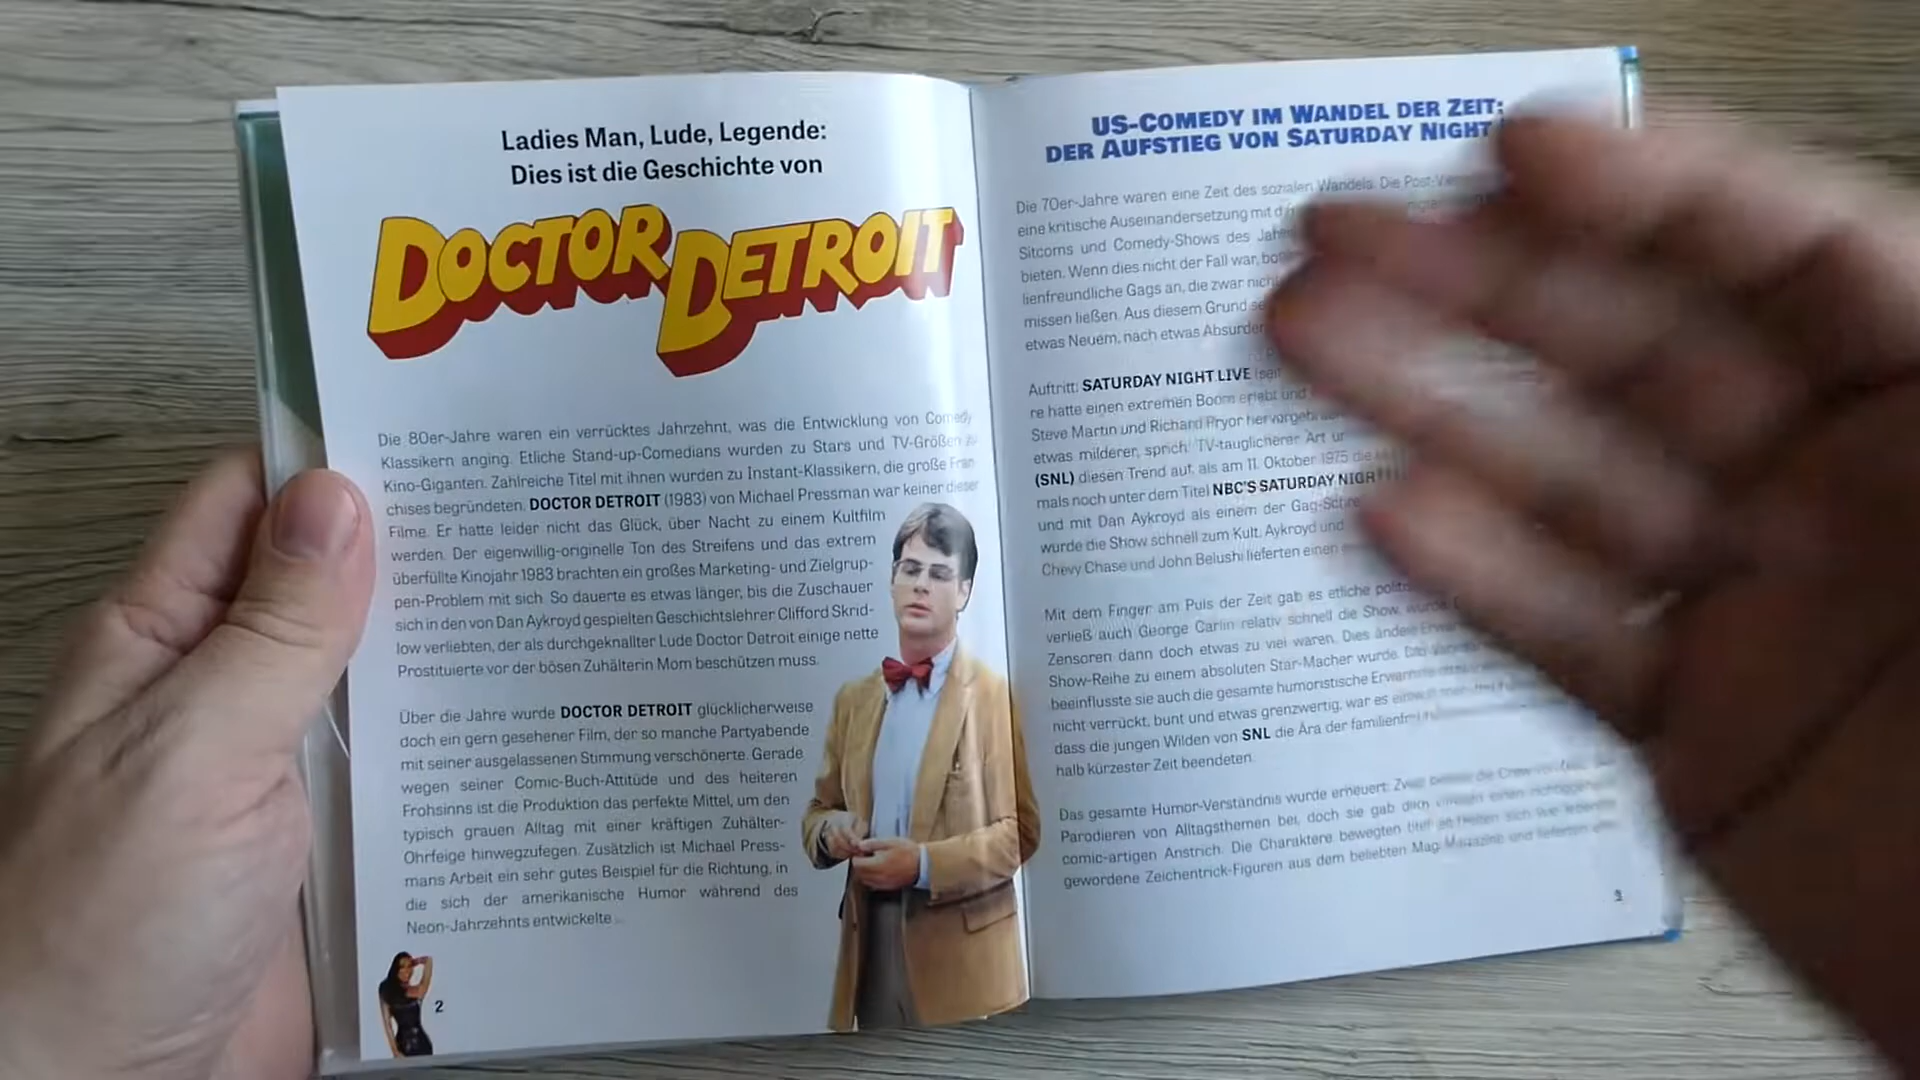 Ladies Man, Lude, Legende:
Dies ist die Geschichte von
DOCTOR DETROIT
Die 80er-Jahre waren ein verrücktes Jahrzehnt, was die Entwicklung von Comedy
Klassikern anging. Etliche Stand-up-Comedians wurden zu Stars und TV-Größen zu
Kino-Giganten. Zahlreiche Titel mit ihnen wurden zu Instant-Klassikern, die große Fran
chises begründeten. DOCTOR DETROIT (1983) von Michael Pressman war keiner dieser
Filme. Er hatte leider nicht das Glück, über Nacht zu einem Kultfilm
werden. Der eigenwillig-originelle Ton des Streifens und das extrem
überfüllte Kinojahr 1983 brachten ein großes Marketing- und Zielgrup-
pen-Problem mit sich. So dauerte es etwas länger, bis die Zuschauer
sich in den von Dan Aykroyd gespielten Geschichtslehrer Clifford Skrid-
low verliebten, der als durchgeknallter Lude Doctor Detroit einige nette
Prostituierte vor der bösen Zuhälterin Mom beschützen muss.
Über die Jahre wurde DOCTOR DETROIT glücklicherweise
doch ein gern gesehener Film, der so manche Partyabende
mit seiner ausgelassenen Stimmung verschönerte. Gerade
wegen seiner Comic-Buch-Attitüde und des heiteren
Frohsinns ist die Produktion das perfekte Mittel, um den
typisch grauen Alltag mit einer kräftigen Zuhälter-
Ohrfeige hinwegzufegen. Zusätzlich ist Michael Press-
mans Arbeit ein sehr gutes Beispiel für die Richtung, in
die sich der amerikanische Humor während des
Neon-Jahrzehnts entwickelte ...
2
US-COMEDY IM WANDEL DER ZEIT:
DER AUFSTIEG VON SATURDAY NIGHT
Die 70er-Jahre waren eine Zeit des sozialen Wandels. Die
eine kritische Auseinandersetzung mit
Sitcoms und Comedy-Shows des
bieten. Wenn dies nicht der Fall war,
lienfreundliche Gags an, die zwar
missen ließen. Aus diesem Grund
etwas Neuem, nach etwas
Auftritt: SATURDAY NIGHT LIVE (seit
re hatte einen extremen Boom erlebt und
Steve Martin und Richard Pryor
etwas milderer, sprich: TV-tauglicherer Art
(SNL) diesen Trend auf, als am 11. Oktober 1975 die
mals noch unter dem Titel NBC'S SATURDAY
und mit Dan Aykroyd als einem der
wurde die Show schnell zum Kult. Aykroyd und
Chevy Chase und John Belushi lieferten einen
Mit dem Finger am Puls der Zeit gab es etliche
verließ auch George Carlin relativ schnell die Show, wurde
Zensoren dann doch etwas zu viel waren. Dies änderte
Show-Reihe zu einem absoluten Star-Macher wurde.
beeinflusste sie auch die gesamte humoristische
nicht verrückt, bunt und etwas grenzwertig, war es
dass die jungen Wilden von SNL die Ära der
halb kürzester Zeit beendeten.
Das gesamte Humor-Verständnis wurde erneuert: Zwar die Crew
Parodieren von Alltagsthemen bei, doch sie gab einen
comic-artigen Anstrich. Die Charaktere bewegten sich wie
gewordene Zeichentrick-Figuren aus dem beliebten Mag Magazine und lieferten
3